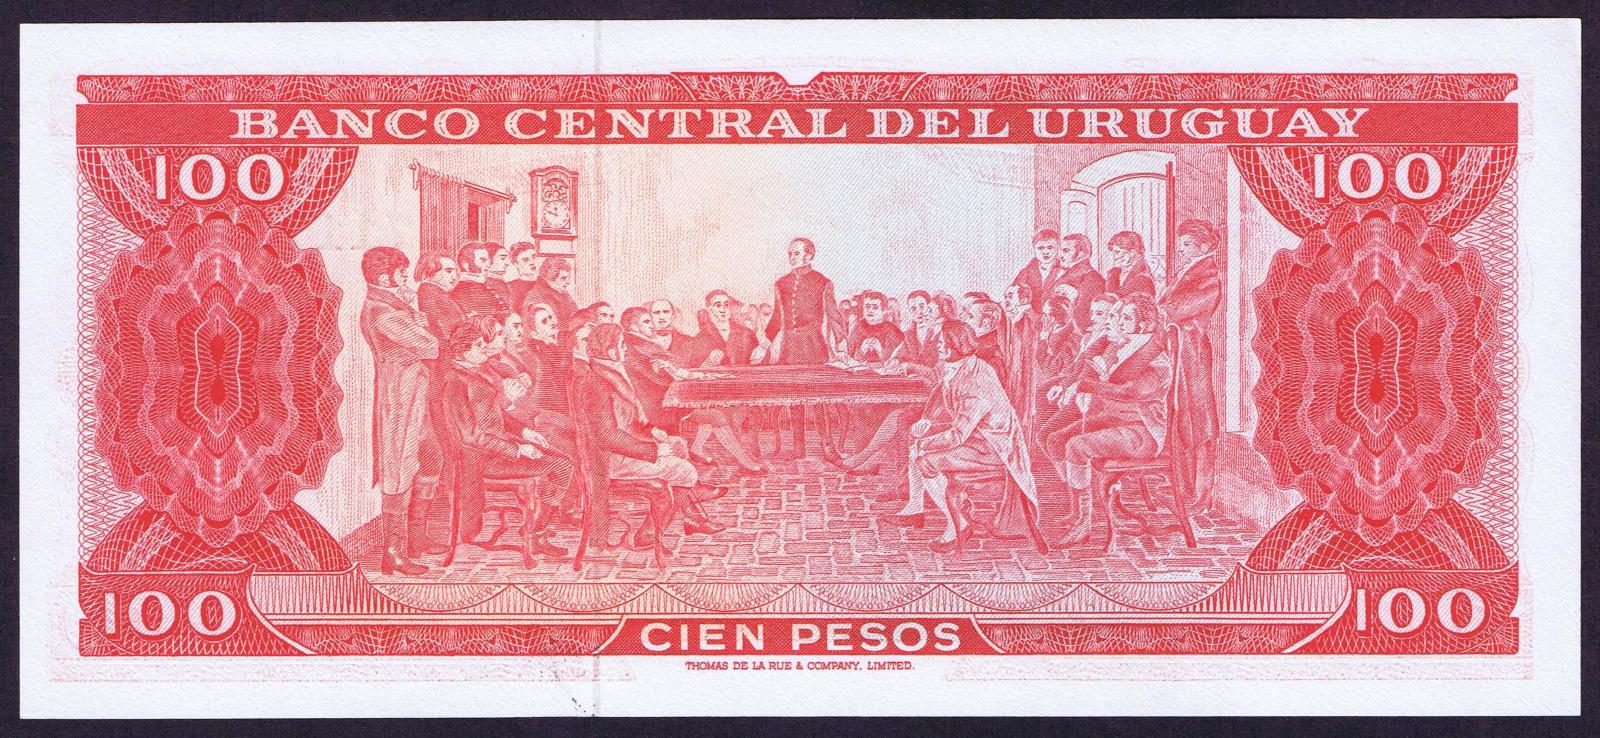 BANCO CENTRAL DEL URUGUAY
100 100
100 100
CIEN PESOS
THOMAS DE LA RUE & COMPANY, LIMITED.